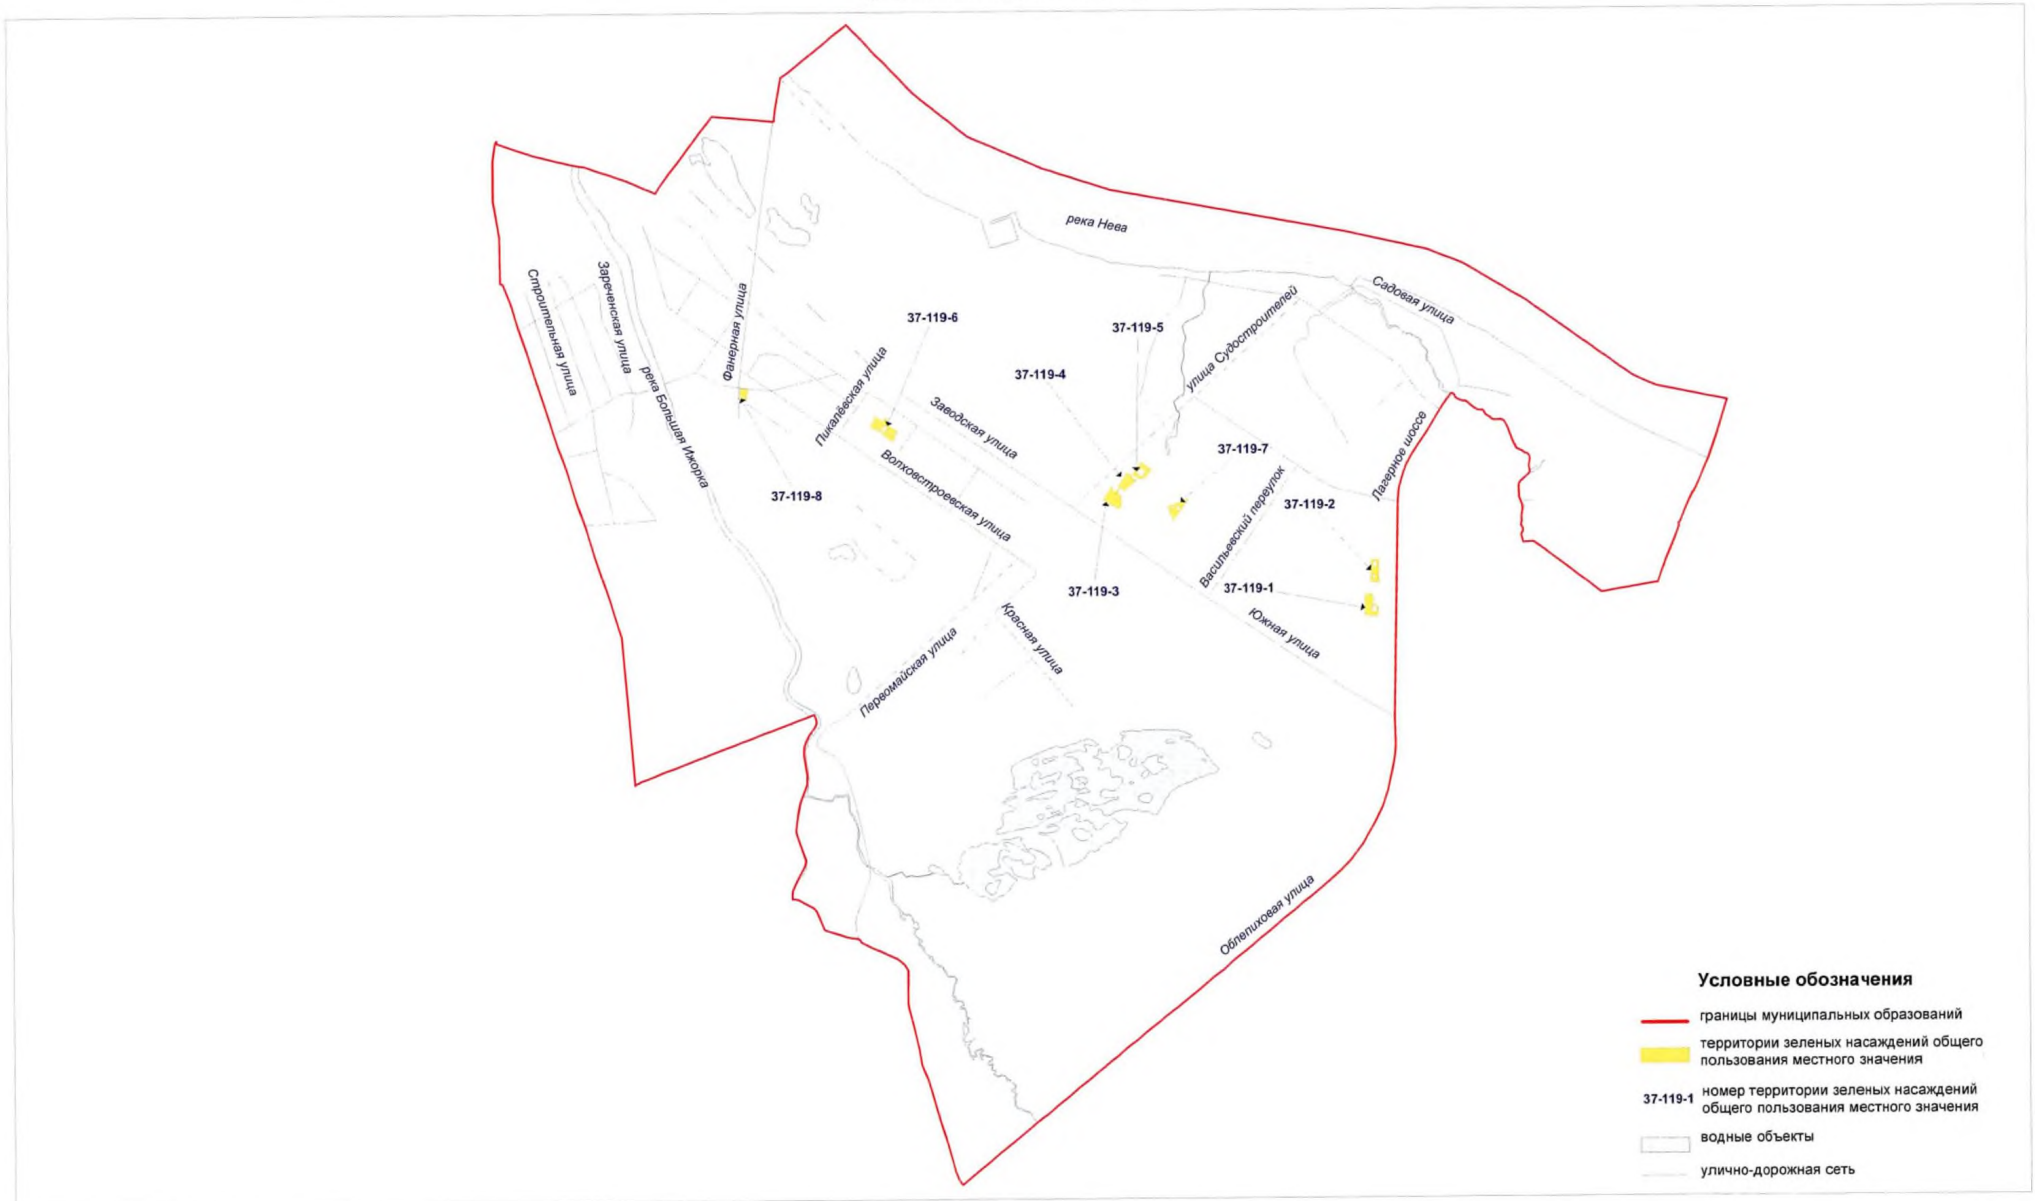 река Нева
Садовая улица
Строительная улица
Зареченская улица
Фанерная улица
37-119-6
37-119-5
улица Судостроителей
Пикалёвская улица
37-119-4
река Большая Ижорка
Заводская улица
Лагерное шоссе
37-119-7
Волховстроевская улица
Васильевский переулок
37-119-8
37-119-2
37-119-3
37-119-1
Красная улица
Южная улица
Первомайская улица
Облепиховая улица
Условные обозначения
границы муниципальных образований
территории зеленых насаждений общего
пользования местного значения
37-119-1 номер территории зеленых насаждений
общего пользования местного значения
водные объекты
улично-дорожная сеть